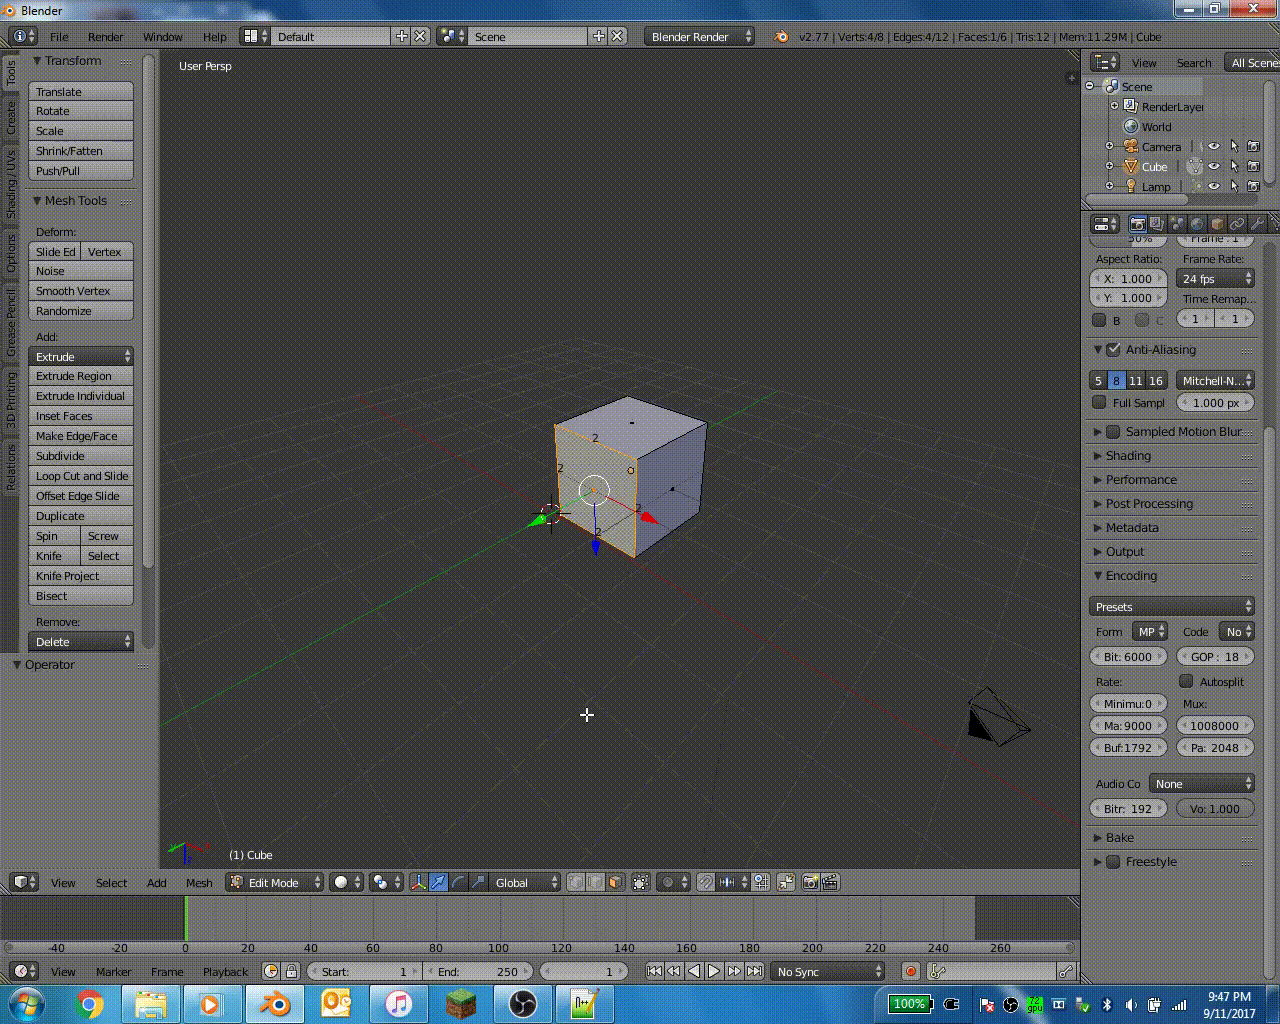 Blender
File Render Window Help Default Scene Blender Render v2.77 | Verts:4/8 | Edges:4/12 | Faces:1/6 | Tris:12 | Mem:11.29M | Cube
Tools
Create
Shading / UVs
Options
Grease Pencil
3D Printing
Relations
Transform
Translate
Rotate
Scale
Shrink/Fatten
Push/Pull
Mesh Tools
Deform:
Slide Ed Vertex
Noise
Smooth Vertex
Randomize
Add:
Extrude
Extrude Region
Extrude Individual
Inset Faces
Make Edge/Face
Subdivide
Loop Cut and Slide
Offset Edge Slide
Duplicate
Spin Screw
Knife Select
Knife Project
Bisect
Remove:
Delete
Operator
User Persp
2
2
2
2
(1) Cube
View Search All Scenes
Scene
RenderLayer
World
Camera
Cube
Lamp
50% Frame : 1
Aspect Ratio: Frame Rate:
X: 1.000 24 fps
Y: 1.000 Time Remap...
B C 1 1
Anti-Aliasing
5 8 11 16 Mitchell-N...
Full Sampl 1.000 px
Sampled Motion Blur
Shading
Performance
Post Processing
Metadata
Output
Encoding
Presets
Form MP Code No
Bit: 6000 GOP: 18
Rate: Autosplit
Minimu:0 Mux:
Ma:9000 1008000
Buf:1792 Pa: 2048
Audio Co None
Bitr: 192 Vo: 1.000
Bake
Freestyle
View Select Add Mesh Edit Mode Global
-40 -20 0 20 40 60 80 100 120 140 160 180 200 220 240 260
View Marker Frame Playback Start: 1 End: 250 1 No Sync
100% 9:47 PM
9/11/2017